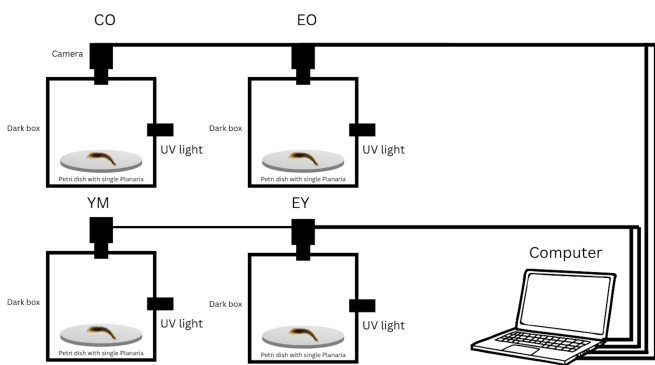 CO
EO
Camera
Dark box
UV light
Petri dish with single Planaria
Dark box
UV light
Petri dish with single Planaria
YM
EY
Computer
Dark box
UV light
Petri dish with single Planaria
Dark box
UV light
Petri dish with single Planaria